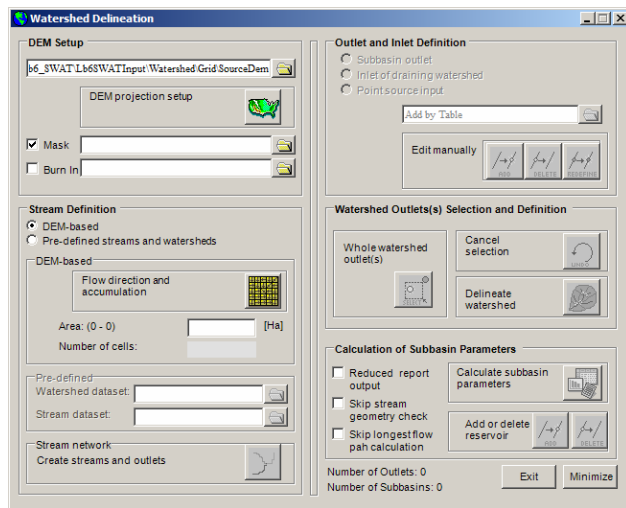 Watershed Delineation
DEM Setup
b6_SWAT\Lb6SWATInput\Watershed\Grid\SourceDem
DEM projection setup
Mask
Burn In
Stream Definition
DEM-based
Pre-defined streams and watersheds
DEM-based
Flow direction and
accumulation
Area: (0 - 0)
[Ha]
Number of cells:
Pre-defined
Watershed dataset:
Stream dataset:
Stream network
Create streams and outlets
Outlet and Inlet Definition
Subbasin outlet
Inlet of draining watershed
Point source input
Add by Table
Edit manually
ADD
DELETE
REDEFINE
Watershed Outlets(s) Selection and Definition
Whole watershed
outlet(s)
SELECT
Cancel
selection
UNDO
Delineate
watershed
Calculation of Subbasin Parameters
Reduced report
output
Skip stream
geometry check
Skip longest flow
pah calculation
Calculate subbasin
parameters
Add or delete
reservoir
ADD
DELETE
Number of Outlets: 0
Number of Subbasins: 0
Exit
Minimize